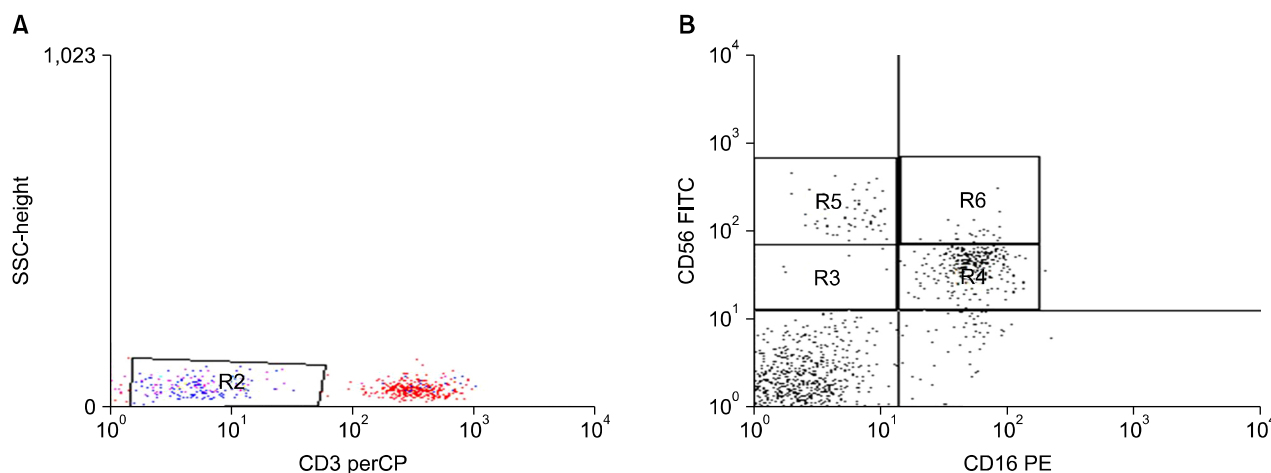 A
1,023
SSC-height
R2
0
10^0 10^1 10^2 10^3 10^4
CD3 perCP
B
10^4
10^3
10^2
10^1
10^0
CD56 FITC
R5 R6
R3 R4
10^0 10^1 10^2 10^3 10^4
CD16 PE